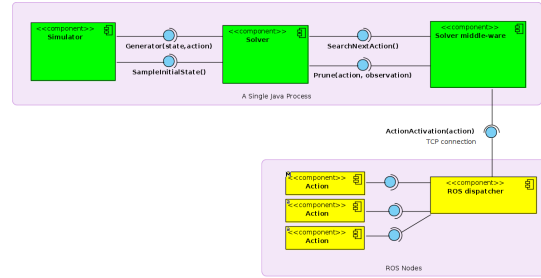 <<component>>
Simulator
Generator(state,action)
SampleInitialState()
<<component>>
Solver
SearchNextAction()
Prune(action, observation)
<<component>>
Solver middle-ware
A Single Java Process
ActionActivation(action)
TCP connection
<<component>>
Action
<<component>>
Action
<<component>>
Action
<<component>>
ROS dispatcher
ROS Nodes